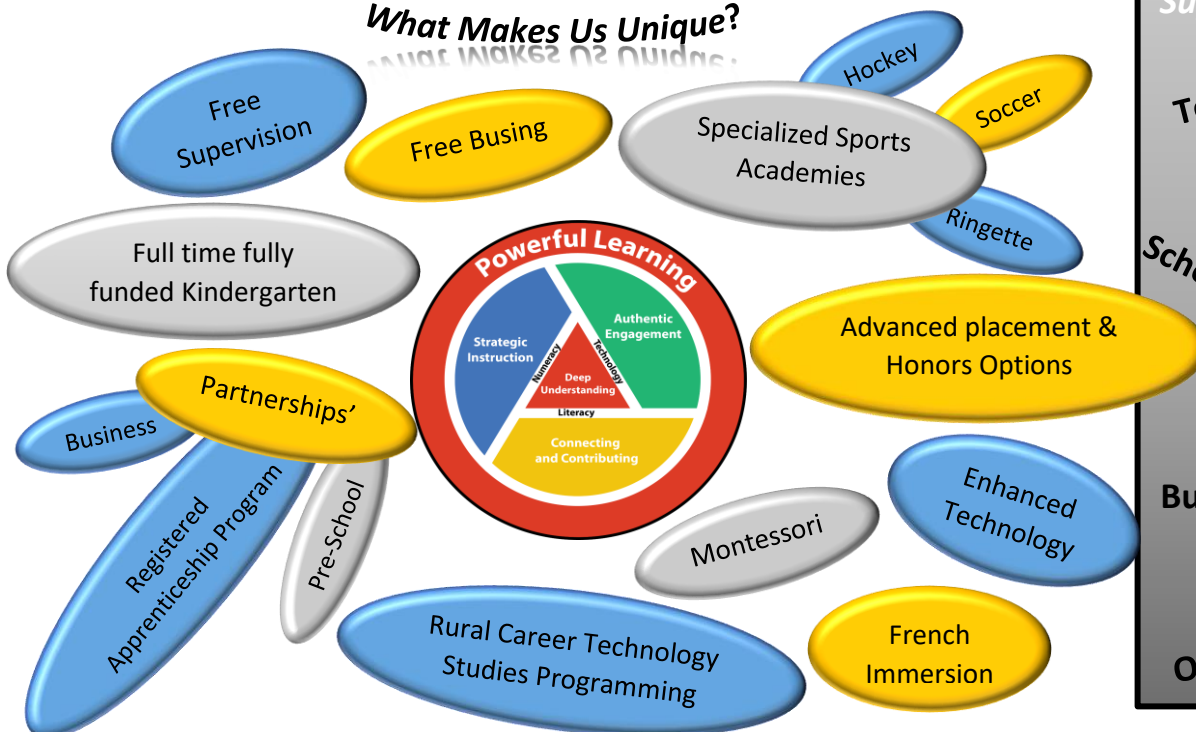 What Makes Us Unique?
Free
Supervision
Free Busing
Specialized Sports
Academies
Hockey
Soccer
Ringette
Full time fully
funded Kindergarten
Powerful Learning
Strategic
Instruction
Authentic
Engagement
Numeracy
Technology
Deep
Understanding
Literacy
Connecting
and Contributing
Advanced placement &
Honors Options
Partnerships’
Business
Registered
Apprenticeship Program
Pre-School
Enhanced
Technology
Montessori
Rural Career Technology
Studies Programming
French
Immersion